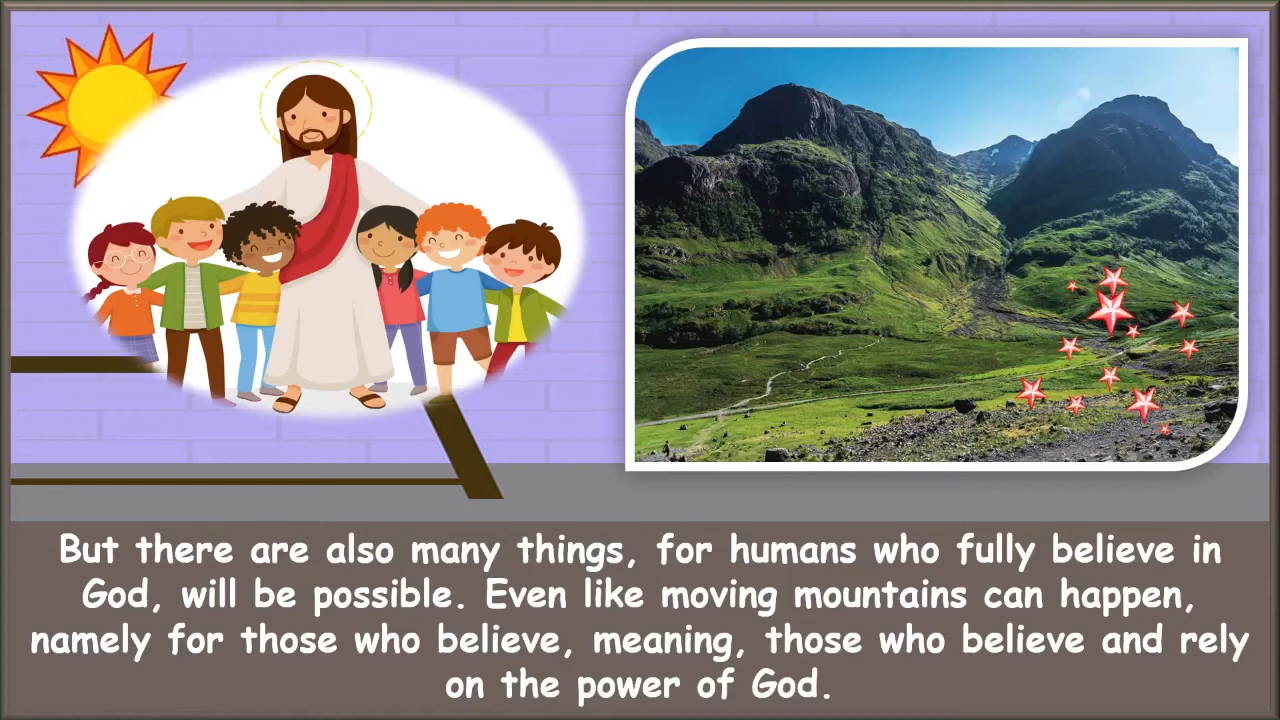 But there are also many things, for humans who fully believe in
God, will be possible. Even like moving mountains can happen,
namely for those who believe, meaning, those who believe and rely
on the power of God.